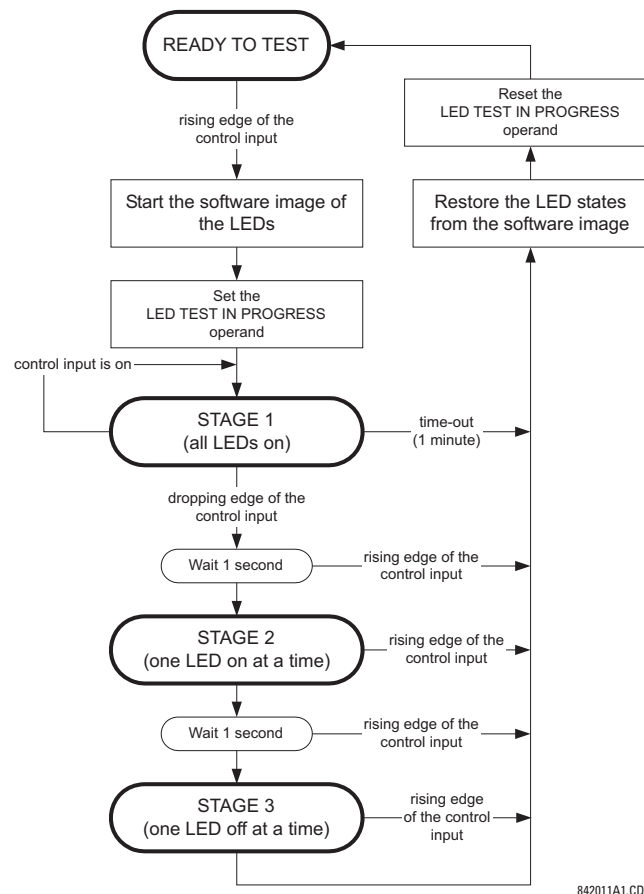 READY TO TEST
rising edge of the
control input
Start the software image of
the LEDs
Set the
LED TEST IN PROGRESS
operand
control input is on
STAGE 1
(all LEDs on)
time-out
(1 minute)
dropping edge of the
control input
Wait 1 second
rising edge of the
control input
STAGE 2
(one LED on at a time)
rising edge of the
control input
Wait 1 second
rising edge of the
control input
STAGE 3
(one LED off at a time)
rising edge
of the control
input
Restore the LED states
from the software image
Reset the
LED TEST IN PROGRESS
operand
842011A1.CD